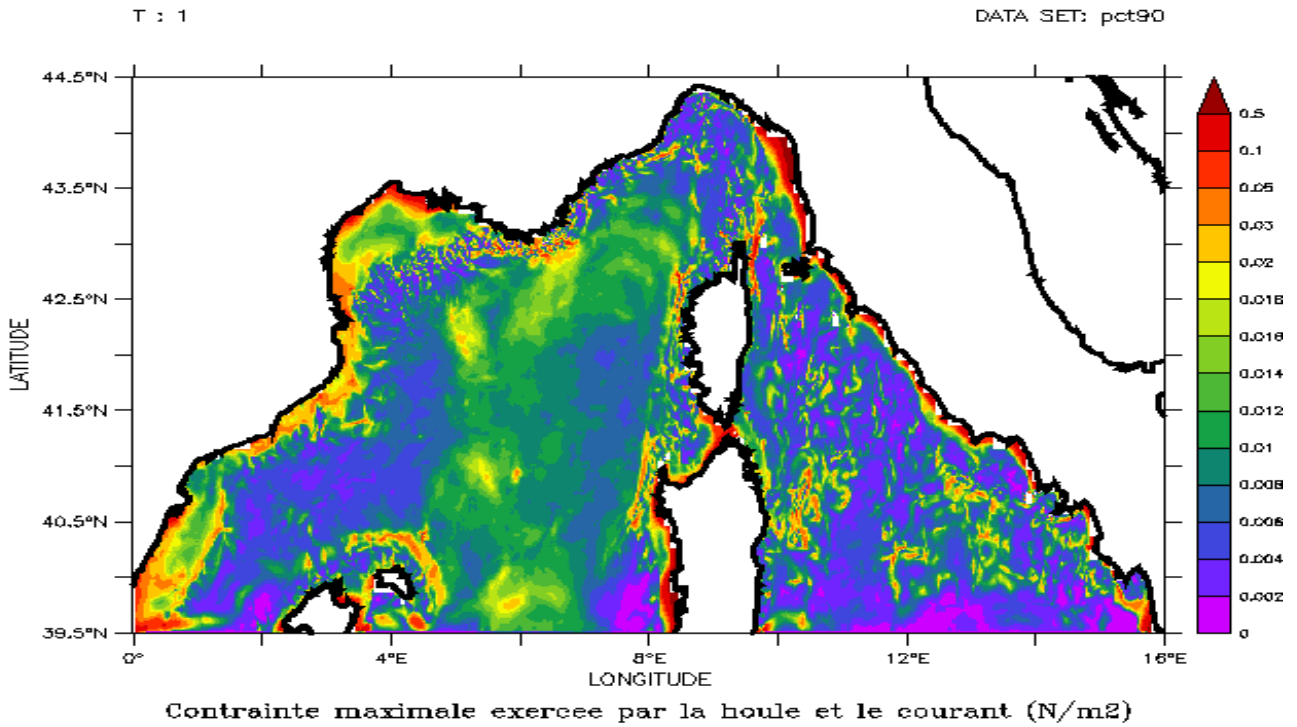 T : 1
DATA SET: pct90
44.5°N
43.5°N
42.5°N
41.5°N
40.5°N
39.5°N
LATITUDE
0°
4°E
8°E
12°E
16°E
LONGITUDE
0.5
0.1
0.05
0.03
0.02
0.018
0.016
0.014
0.012
0.01
0.008
0.006
0.004
0.002
0
Contrainte maximale exercee par la houle et le courant (N/m2)